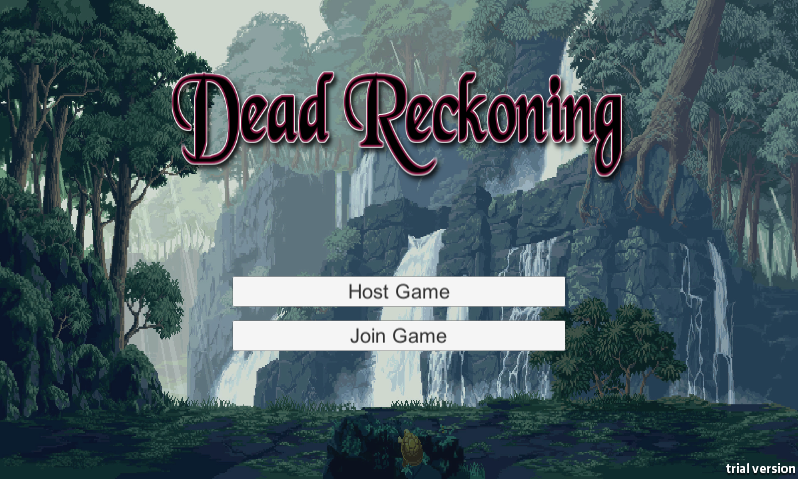 Dead Reckoning
Host Game
Join Game
trial version